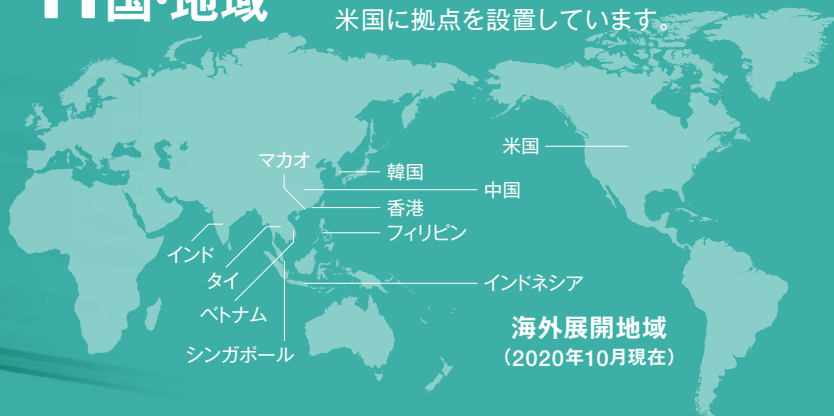 11国・地域
米国に拠点を設置しています。
マカオ
韓国
米国
中国
香港
フィリピン
インド
タイ
インドネシア
ベトナム
シンガポール
海外展開地域
（2020年10月現在）